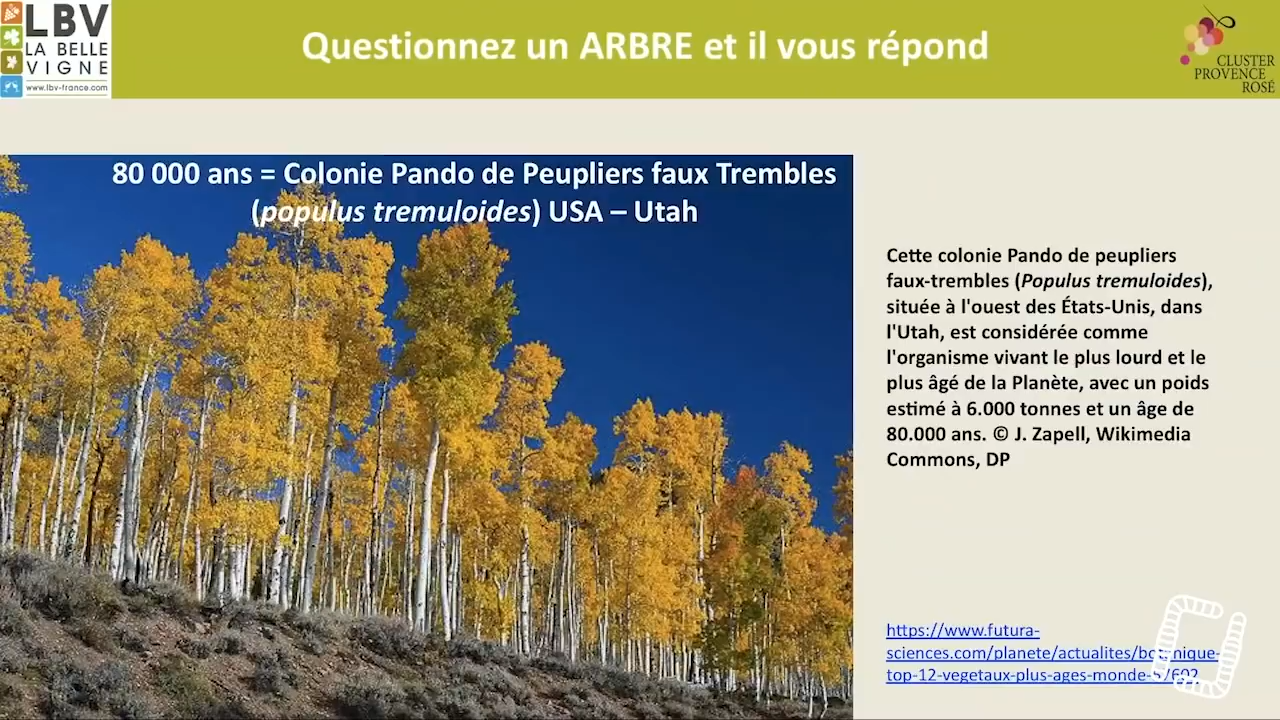 LBV
LA BELLE
VIGNE
www.lbv-france.com
Questionnez un ARBRE et il vous répond
CLUSTER
PROVENCE
ROSÉ
80 000 ans = Colonie Pando de Peupliers faux Trembles
(populus tremuloides) USA – Utah
Cette colonie Pando de peupliers
faux-trembles (Populus tremuloides),
située à l'ouest des États-Unis, dans
l'Utah, est considérée comme
l'organisme vivant le plus lourd et le
plus âgé de la Planète, avec un poids
estimé à 6.000 tonnes et un âge de
80.000 ans. © J. Zapell, Wikimedia
Commons, DP
https://www.futura-
sciences.com/planete/actualites/botanique-
top-12-vegetaux-plus-ages-monde-